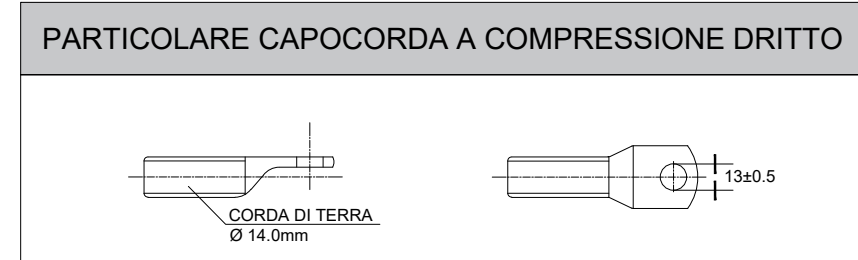 PARTICOLARE CAPOCORDA A COMPRESSIONE DRITTO
CORDA DI TERRA
Ø 14.0mm
13±0.5